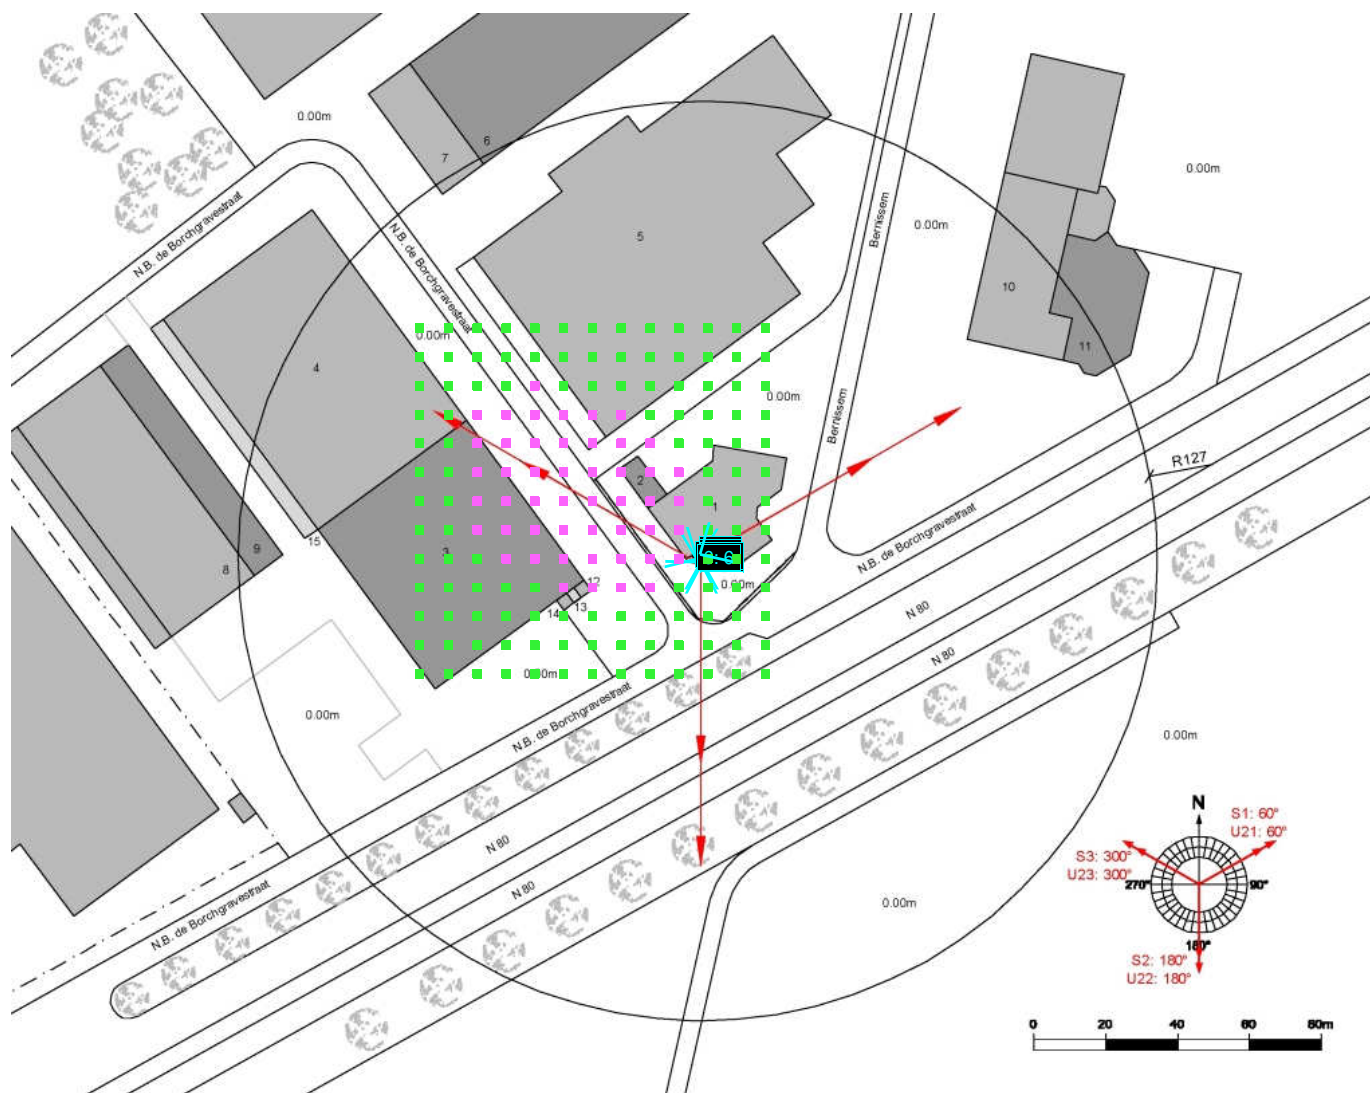 0.00m
6
7
0.00m
N.B. de Borchgravestraat
N.B. de Borchgravestraat
Bernissem
0.00m
5
10
0.00m
11
4
0.00m
Bernissem
R127
2
1
N.B. de Borchgravestraat
15
9
3
8
0.00m
12
14
13
N 80
N 80
0.00m
0.00m
N.B. de Borchgravestraat
0.00m
N
S1: 60°
U21: 60°
S3: 300°
U23: 300°
270°
90°
180°
S2: 180°
U22: 180°
N 80
N 80
N.B. de Borchgravestraat
0.00m
0
20
40
60
80m